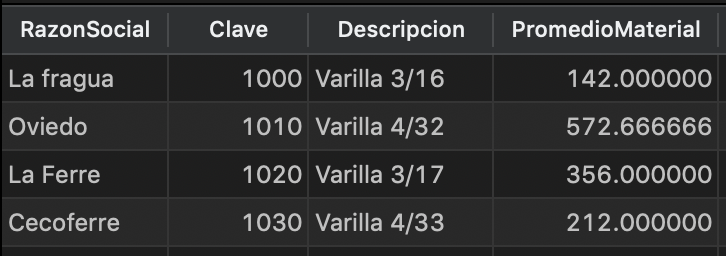 RazonSocial Clave Descripcion PromedioMaterial
La fragua 1000 Varilla 3/16 142.000000
Oviedo 1010 Varilla 4/32 572.666666
La Ferre 1020 Varilla 3/17 356.000000
Cecoferre 1030 Varilla 4/33 212.000000